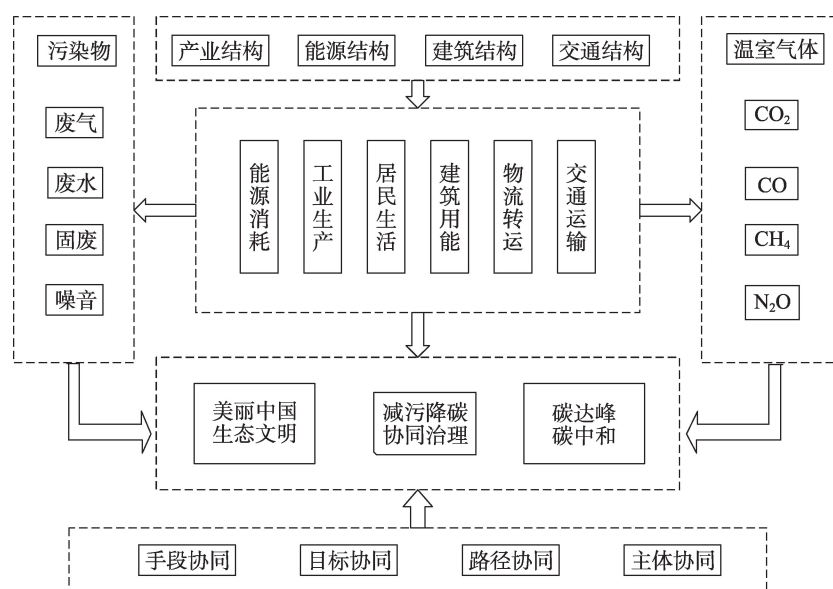 污染物
废气
废水
固废
噪音
产业结构
能源结构
建筑结构
交通结构
能源消耗
工业生产
居民生活
建筑用能
物流转运
交通运输
温室气体
CO₂
CO
CH₄
N₂O
美丽中国
生态文明
减污降碳
协同治理
碳达峰
碳中和
手段协同
目标协同
路径协同
主体协同